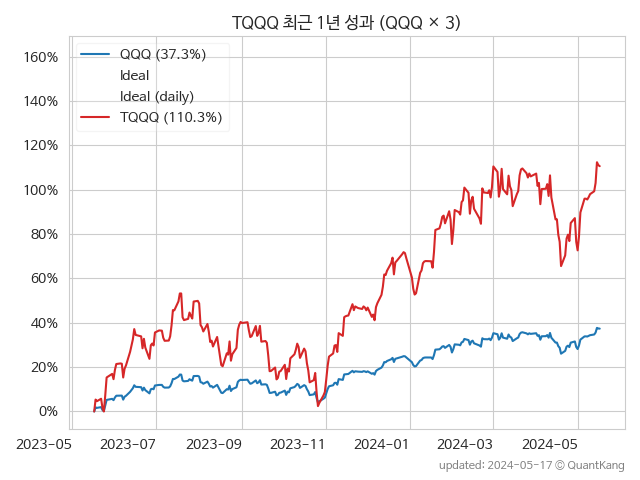 TQQQ 최근 1년 성과 (QQQ × 3)
QQQ (37.3%)
Ideal
Ideal (daily)
TQQQ (110.3%)
160%
140%
120%
100%
80%
60%
40%
20%
0%
2023-05 2023-07 2023-09 2023-11 2024-01 2024-03 2024-05
updated: 2024-05-17 © QuantKang